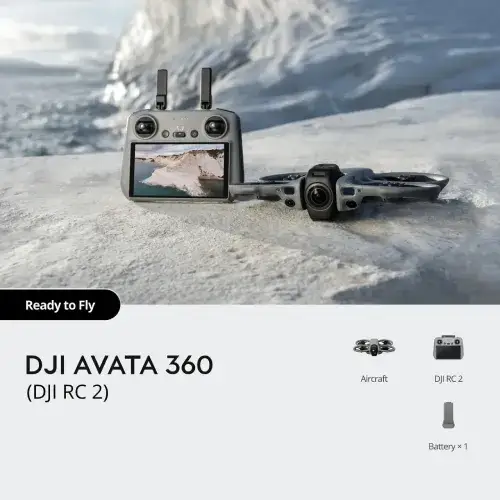 Ready to Fly
DJI AVATA 360
(DJI RC 2)
Aircraft
DJI RC 2
Battery × 1